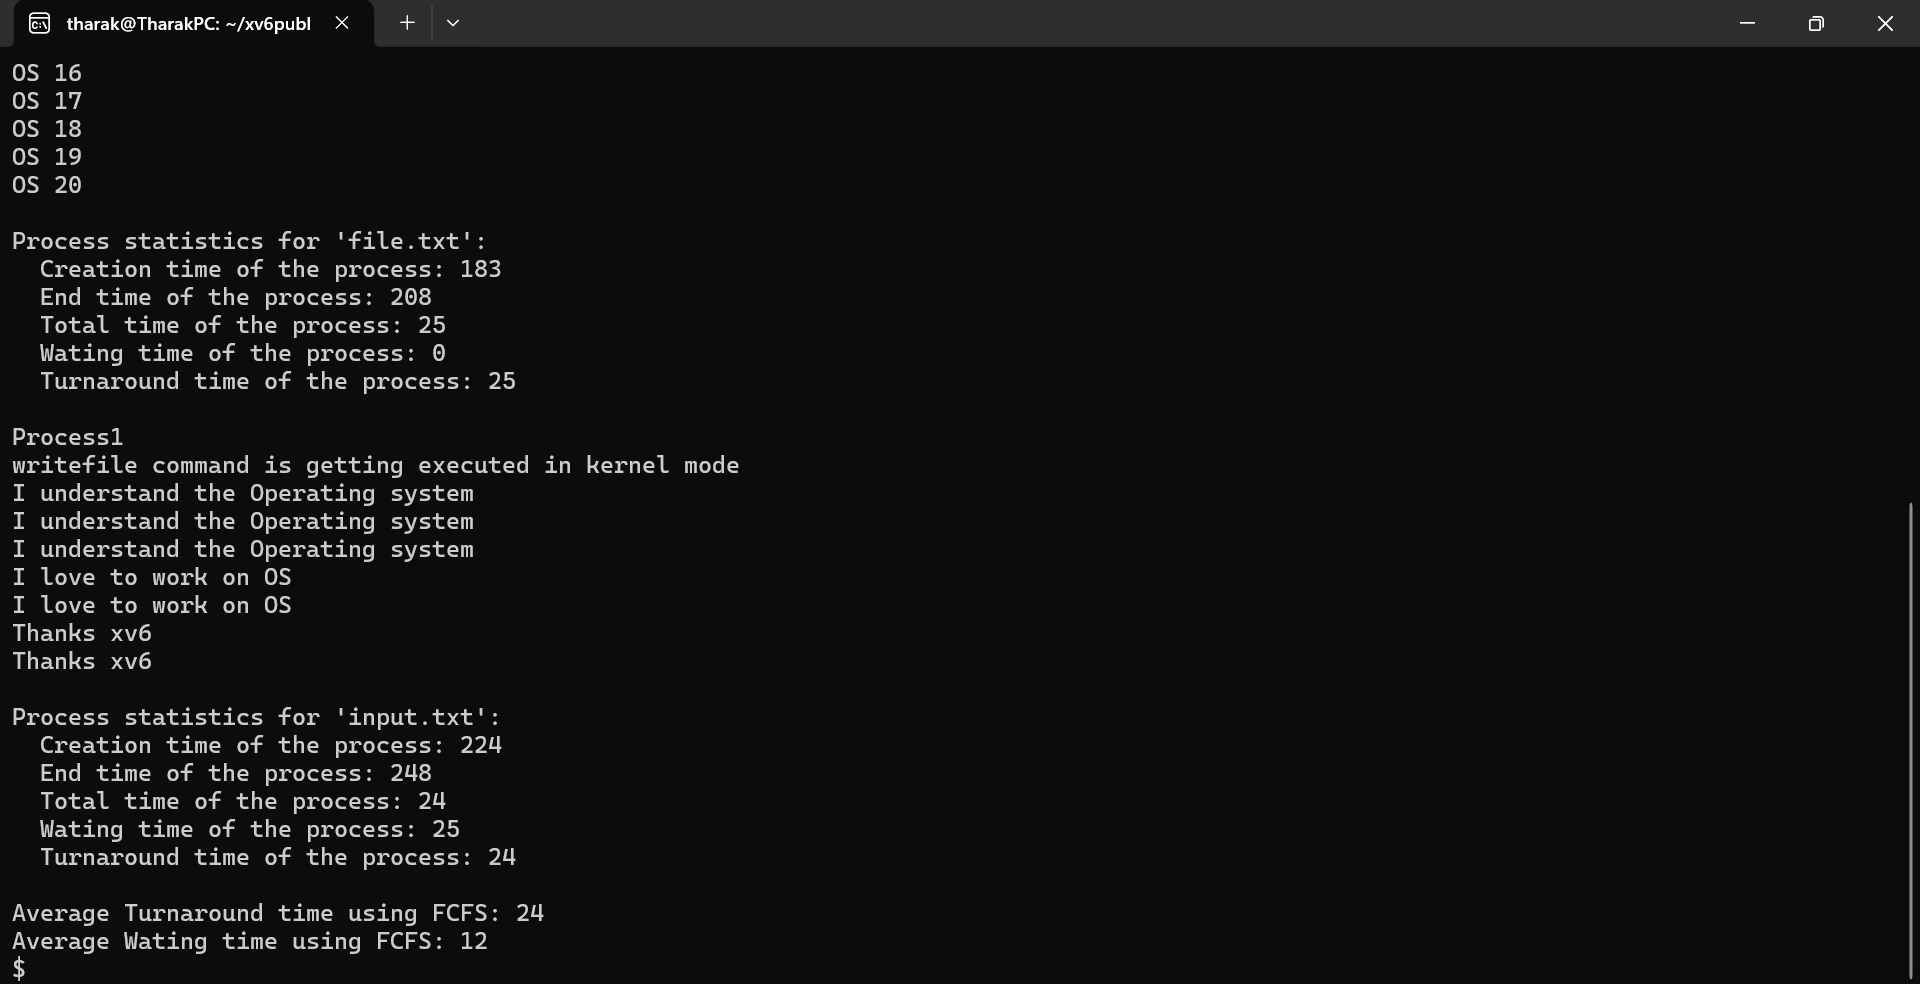 tharak@TharakPC: ~/xv6publ
OS 16
OS 17
OS 18
OS 19
OS 20
Process statistics for 'file.txt':
Creation time of the process: 183
End time of the process: 208
Total time of the process: 25
Wating time of the process: 0
Turnaround time of the process: 25
Process1
writefile command is getting executed in kernel mode
I understand the Operating system
I understand the Operating system
I understand the Operating system
I love to work on OS
I love to work on OS
Thanks xv6
Thanks xv6
Process statistics for 'input.txt':
Creation time of the process: 224
End time of the process: 248
Total time of the process: 24
Wating time of the process: 25
Turnaround time of the process: 24
Average Turnaround time using FCFS: 24
Average Wating time using FCFS: 12
$